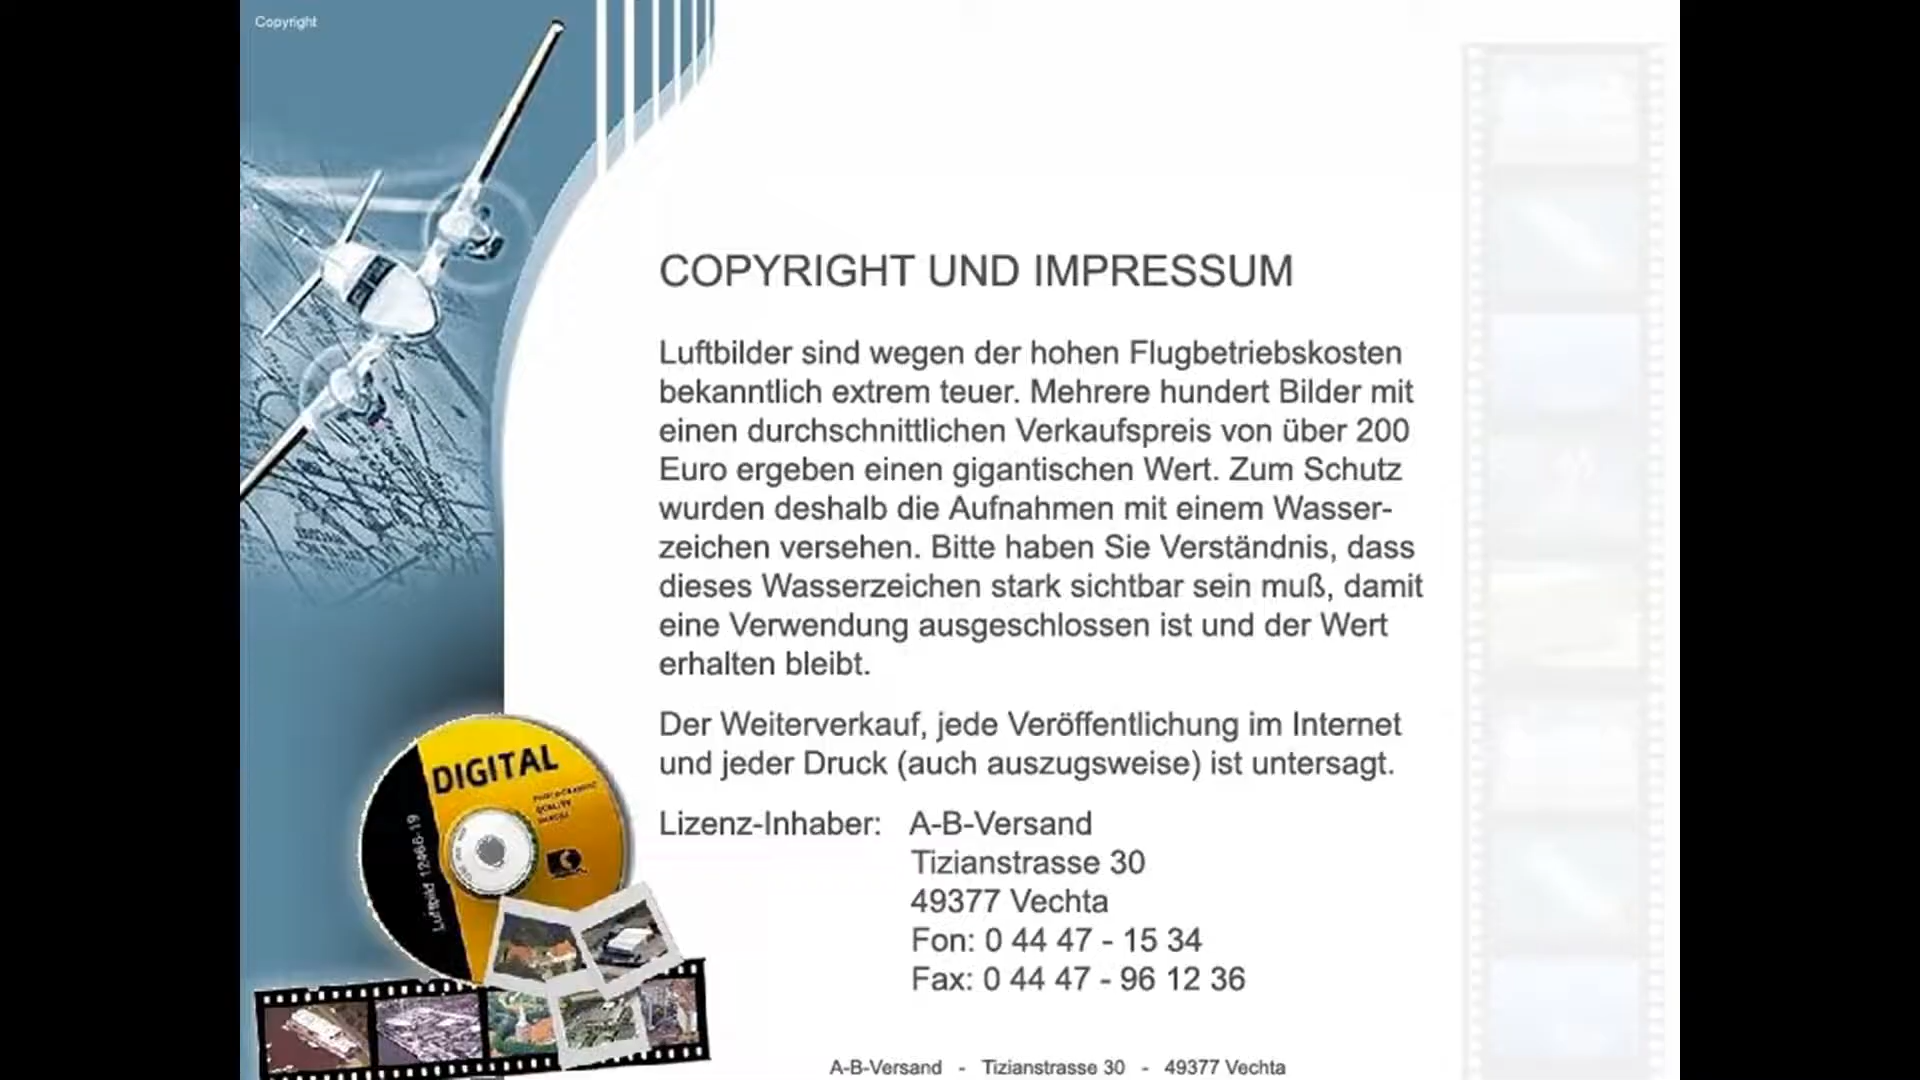 Copyright
COPYRIGHT UND IMPRESSUM
Luftbilder sind wegen der hohen Flugbetriebskosten
bekanntlich extrem teuer. Mehrere hundert Bilder mit
einen durchschnittlichen Verkaufspreis von über 200
Euro ergeben einen gigantischen Wert. Zum Schutz
wurden deshalb die Aufnahmen mit einem Wasser-
zeichen versehen. Bitte haben Sie Verständnis, dass
dieses Wasserzeichen stark sichtbar sein muß, damit
eine Verwendung ausgeschlossen ist und der Wert
erhalten bleibt.
Der Weiterverkauf, jede Veröffentlichung im Internet
und jeder Druck (auch auszugsweise) ist untersagt.
Lizenz-Inhaber: A-B-Versand
Tizianstrasse 30
49377 Vechta
Fon: 0 44 47 - 15 34
Fax: 0 44 47 - 96 12 36
DIGITAL
Luftbild 12466-19
A-B-Versand - Tizianstrasse 30 - 49377 Vechta